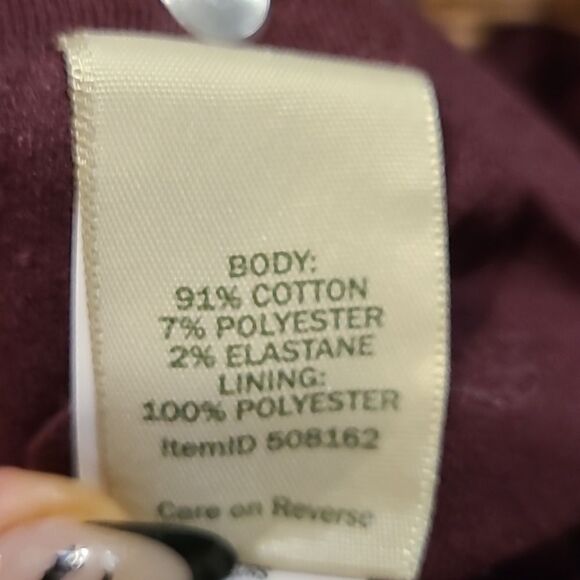 BODY:
91% COTTON
7% POLYESTER
2% ELASTANE
LINING:
100% POLYESTER
ItemID 508162
Care on Reverse